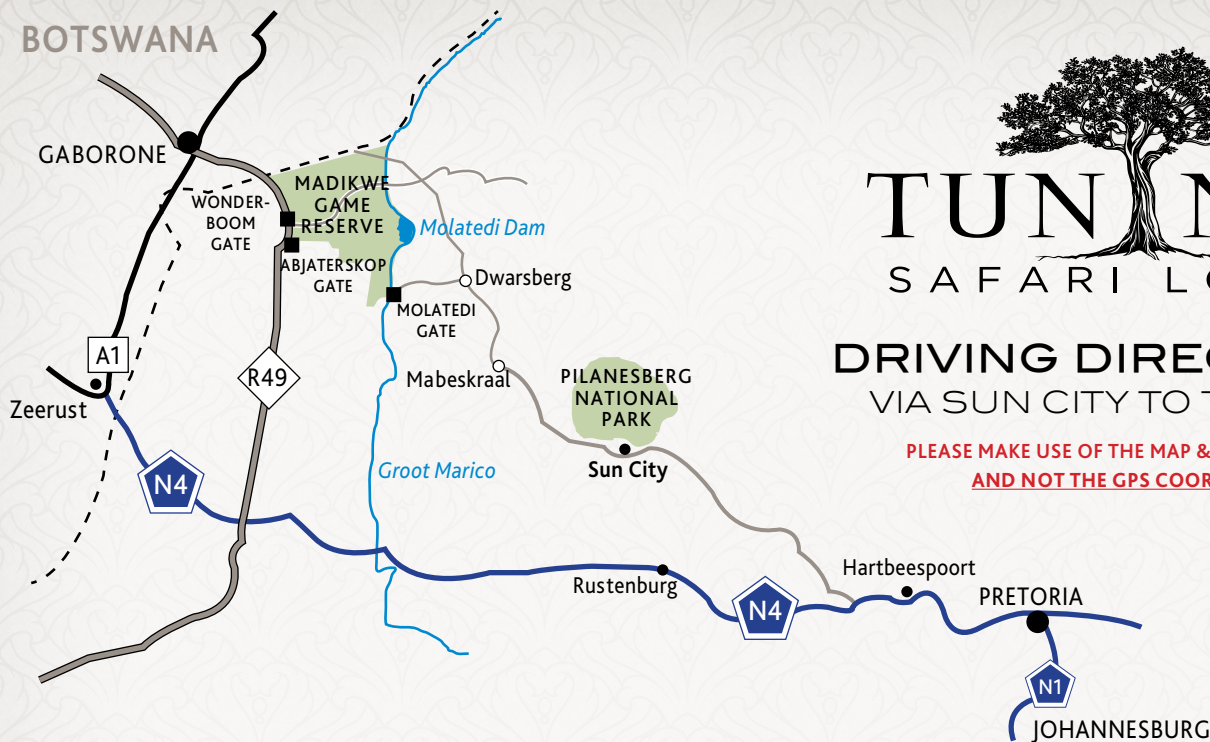 BOTSWANA
GABORONE
WONDER-
BOOM
GATE
MADIKWE
GAME
RESERVE
Molatedi Dam
ABJATERSKOP
GATE
Dwarsberg
MOLATEDI
GATE
A1
R49
Mabeskraal
Zeerust
PILANESBERG
NATIONAL
PARK
Sun City
Groot Marico
N4
Rustenburg
N4
Hartbeespoort
PRETORIA
N1
JOHANNESBURG
TUN N
SAFARI LO
DRIVING DIREC
VIA SUN CITY TO T
PLEASE MAKE USE OF THE MAP &
AND NOT THE GPS COOR